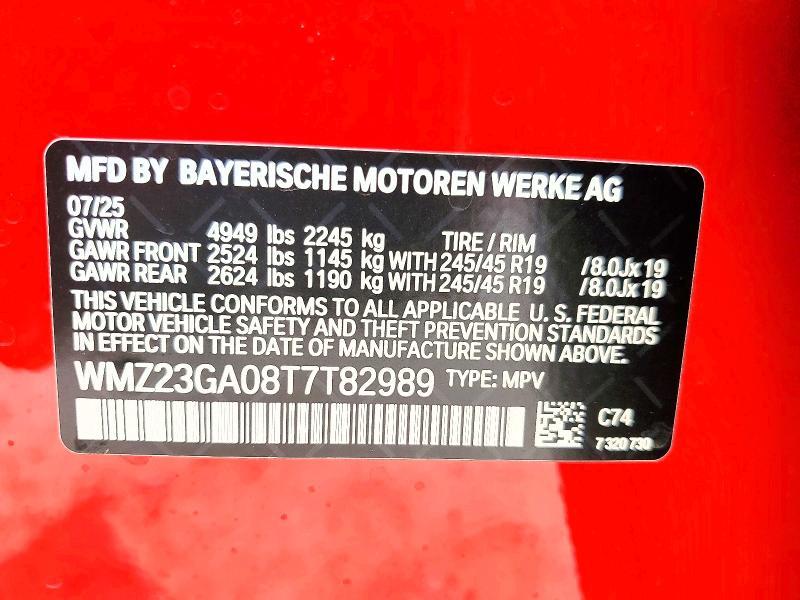 MFD BY BAYERISCHE MOTOREN WERKE AG
07/25
GVWR 4949 lbs 2245 kg TIRE / RIM
GAWR FRONT 2524 lbs 1145 kg WITH 245/45 R19 /8.0Jx19
GAWR REAR 2624 lbs 1190 kg WITH 245/45 R19 /8.0Jx19
THIS VEHICLE CONFORMS TO ALL APPLICABLE U. S. FEDERAL
MOTOR VEHICLE SAFETY AND THEFT PREVENTION STANDARDS
IN EFFECT ON THE DATE OF MANUFACTURE SHOWN ABOVE.
WMZ23GA08T7T82989 TYPE: MPV
C74
7 320 730